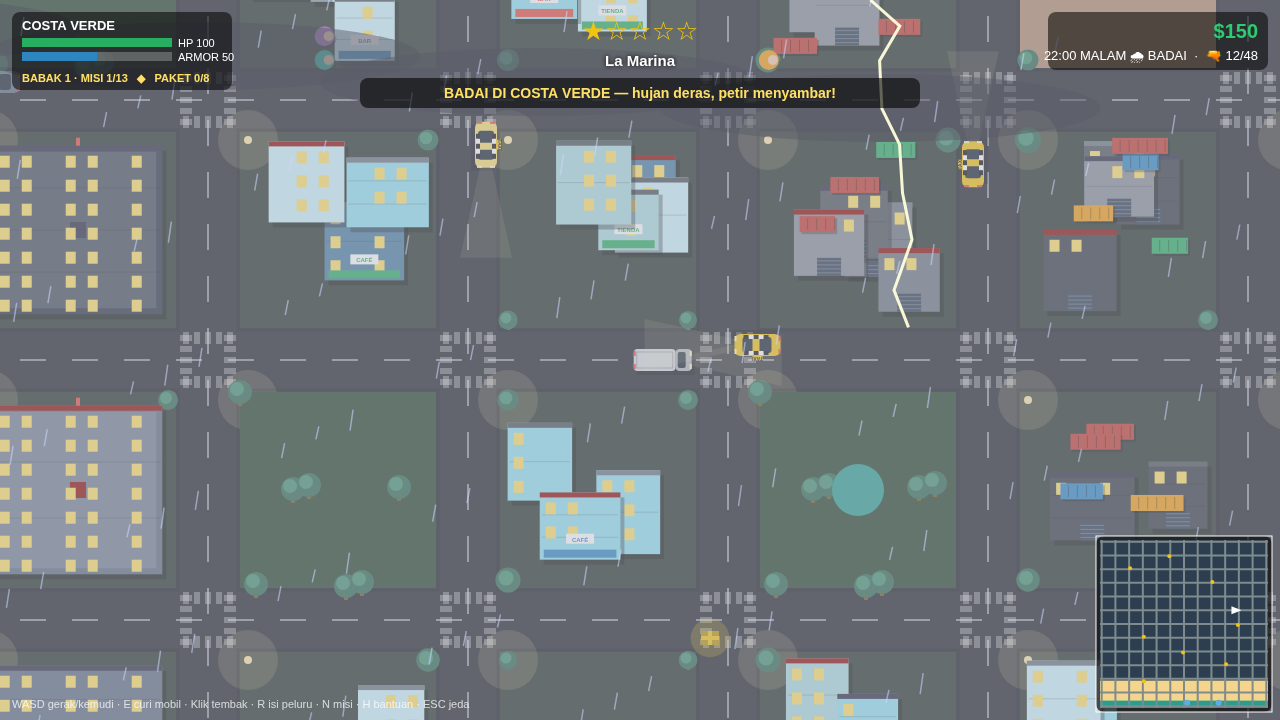 COSTA VERDE
HP 100
ARMOR 50
BABAK 1 · MISI 1/13 ◆ PAKET 0/8
★☆☆☆☆☆
La Marina
BADAI DI COSTA VERDE — hujan deras, petir menyambar!
$150
22:00 MALAM 🌧 BADAI · 🔫 12/48
BAR
TIENDA
CAFÉ
TIENDA
CAFÉ
WASD gerak/kemudi · E curi mobil · Klik tembak · R isi peluru · N misi · H bantuan · ESC jeda